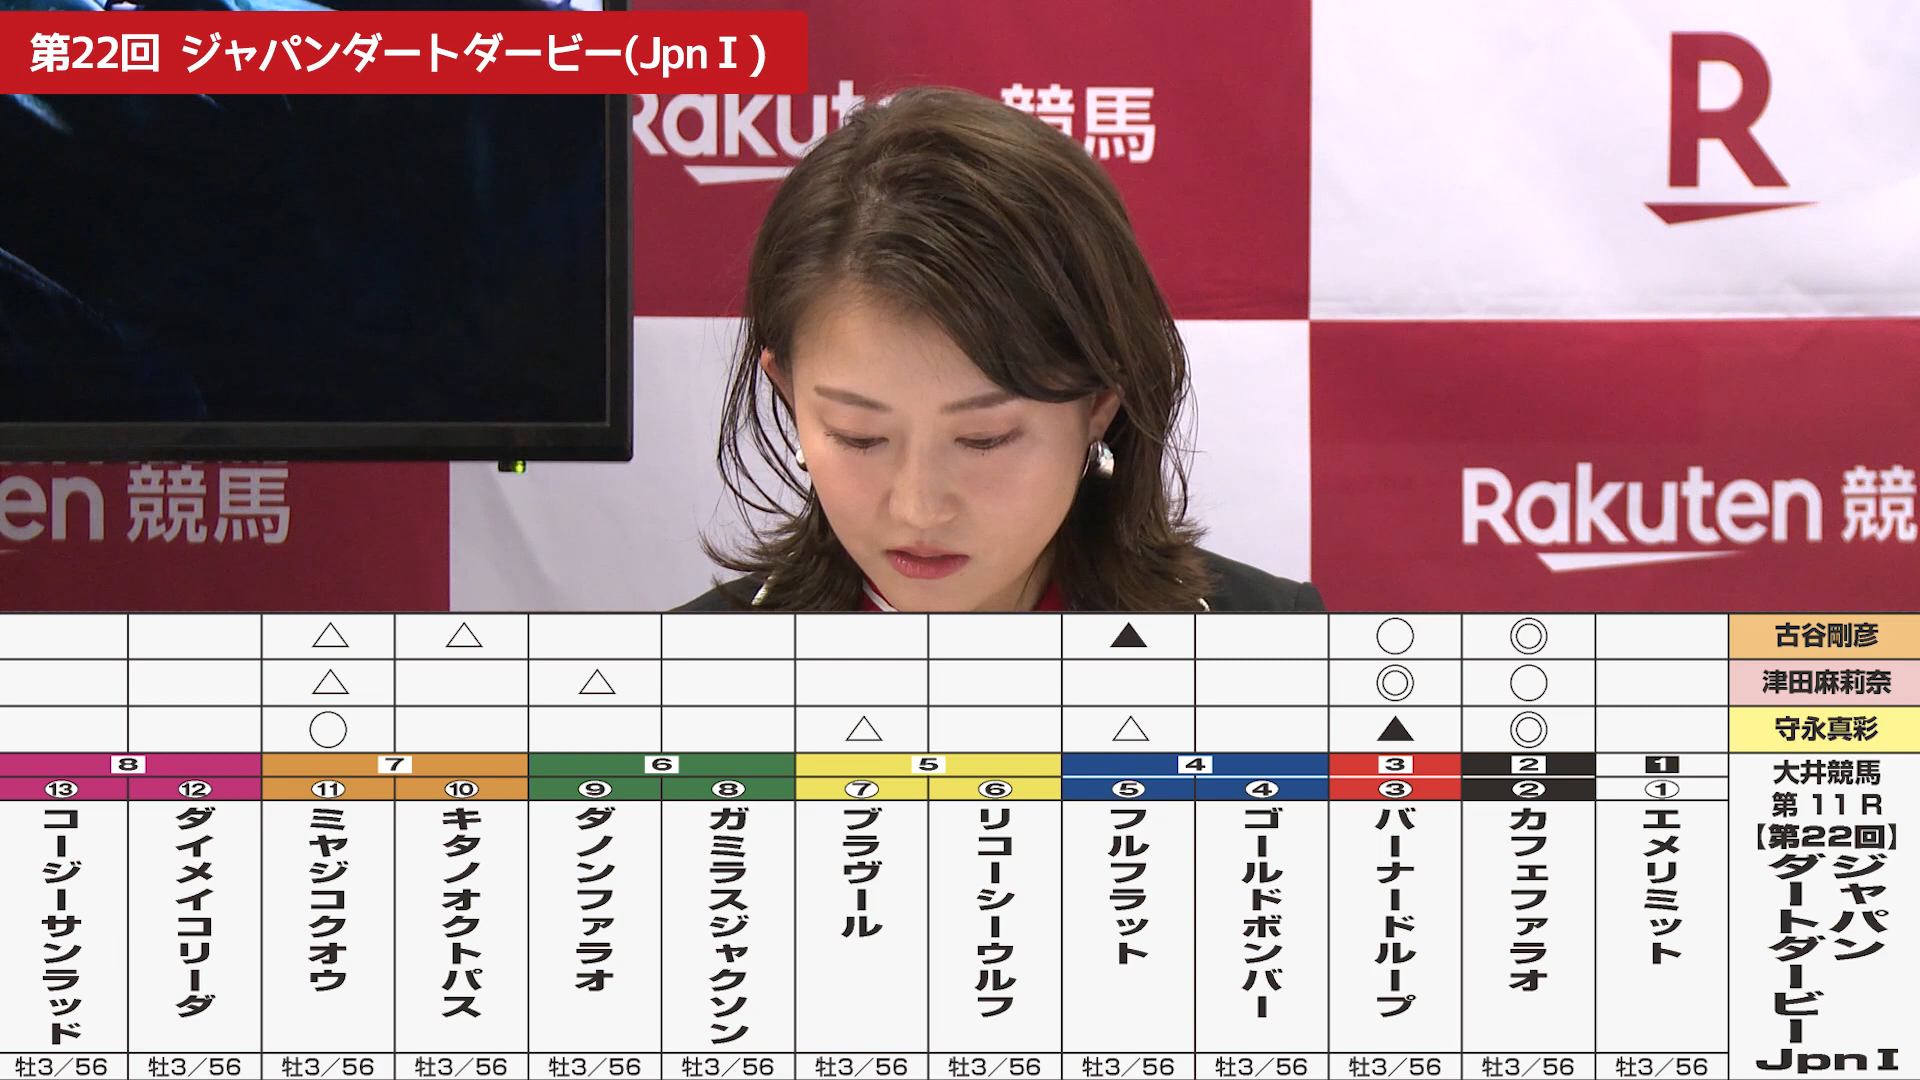 第22回 ジャパンダートダービー(JpnⅠ)
Rakuten 競馬
R
en 競馬
Rakuten 競
△ △ ▲ ○ ◎ 古谷剛彦
△ △ ◎ ○ 津田麻莉奈
○ △ △ ▲ ◎ 守永真彩
8 7 6 5 4 3 2 1
⑬ ⑫ ⑪ ⑩ ⑨ ⑧ ⑦ ⑥ ⑤ ④ ③ ② ①
大井競馬
第 11 R
【第22回】
ジャパン
ダートダービー
JpnⅠ
エメリミット
カフェファラオ
バーナードループ
ゴールドボンバー
フルフラット
リコーシーウルフ
ブラヴール
ガミラスジャクソン
ダノンファラオ
キタノオクトパス
ミヤジコクオウ
ダイメイコリーダ
コージーサンラッド
牡3/56 牡3/56 牡3/56 牡3/56 牡3/56 牡3/56 牡3/56 牡3/56 牡3/56 牡3/56 牡3/56 牡3/56 牡3/56